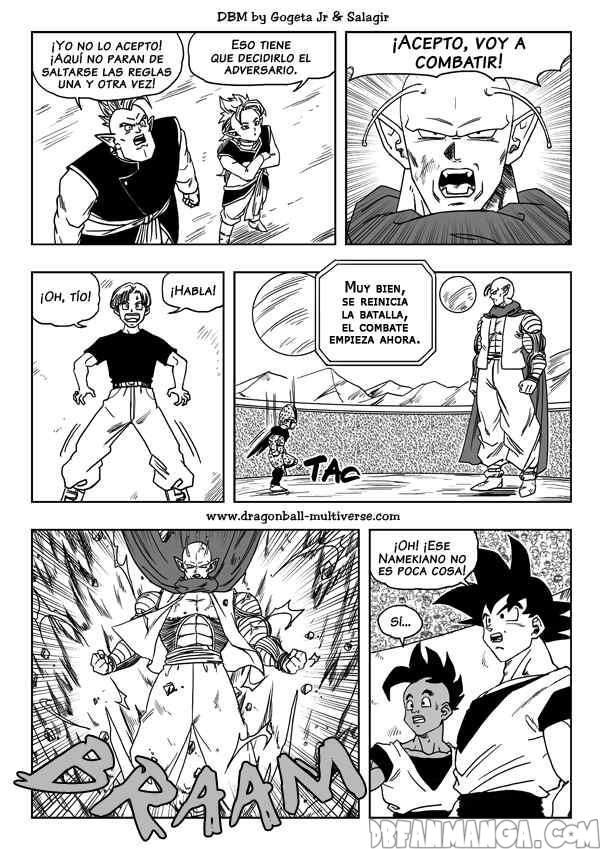 DBM by Gogeta Jr & Salagir
¡Yo no lo acepto!
¡Aquí no paran de
saltarse las reglas
una y otra vez!
Eso tiene
que decidirlo el
adversario.
¡Acepto, voy a
combatir!
¡Oh, tío!
¡Habla!
Muy bien,
se reinicia
la batalla,
el combate
empieza ahora.
TAC
www.dragonball-multiverse.com
BRAAM
¡Oh! ¡Ese
Namekiano no
es poca cosa!
Sí...
DBFANMANGA.COM